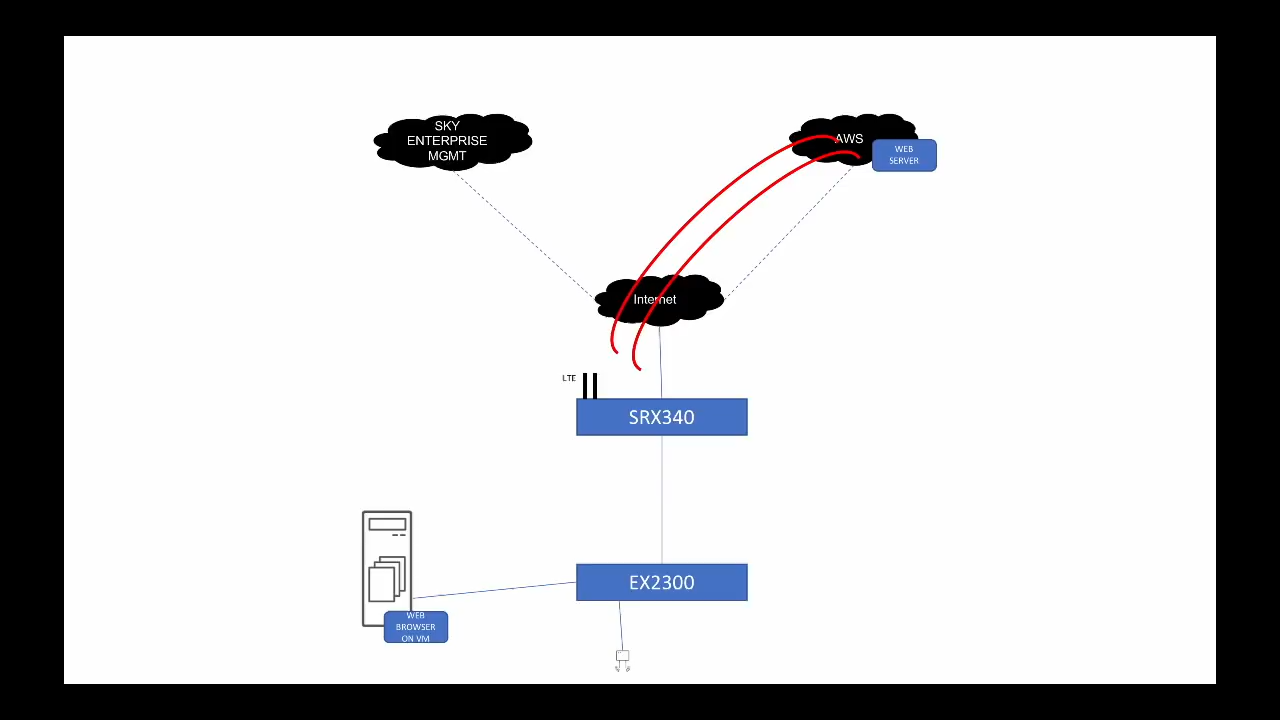 SKY
ENTERPRISE
MGMT
AWS
WEB
SERVER
Internet
LTE
SRX340
EX2300
WEB
BROWSER
ON VM